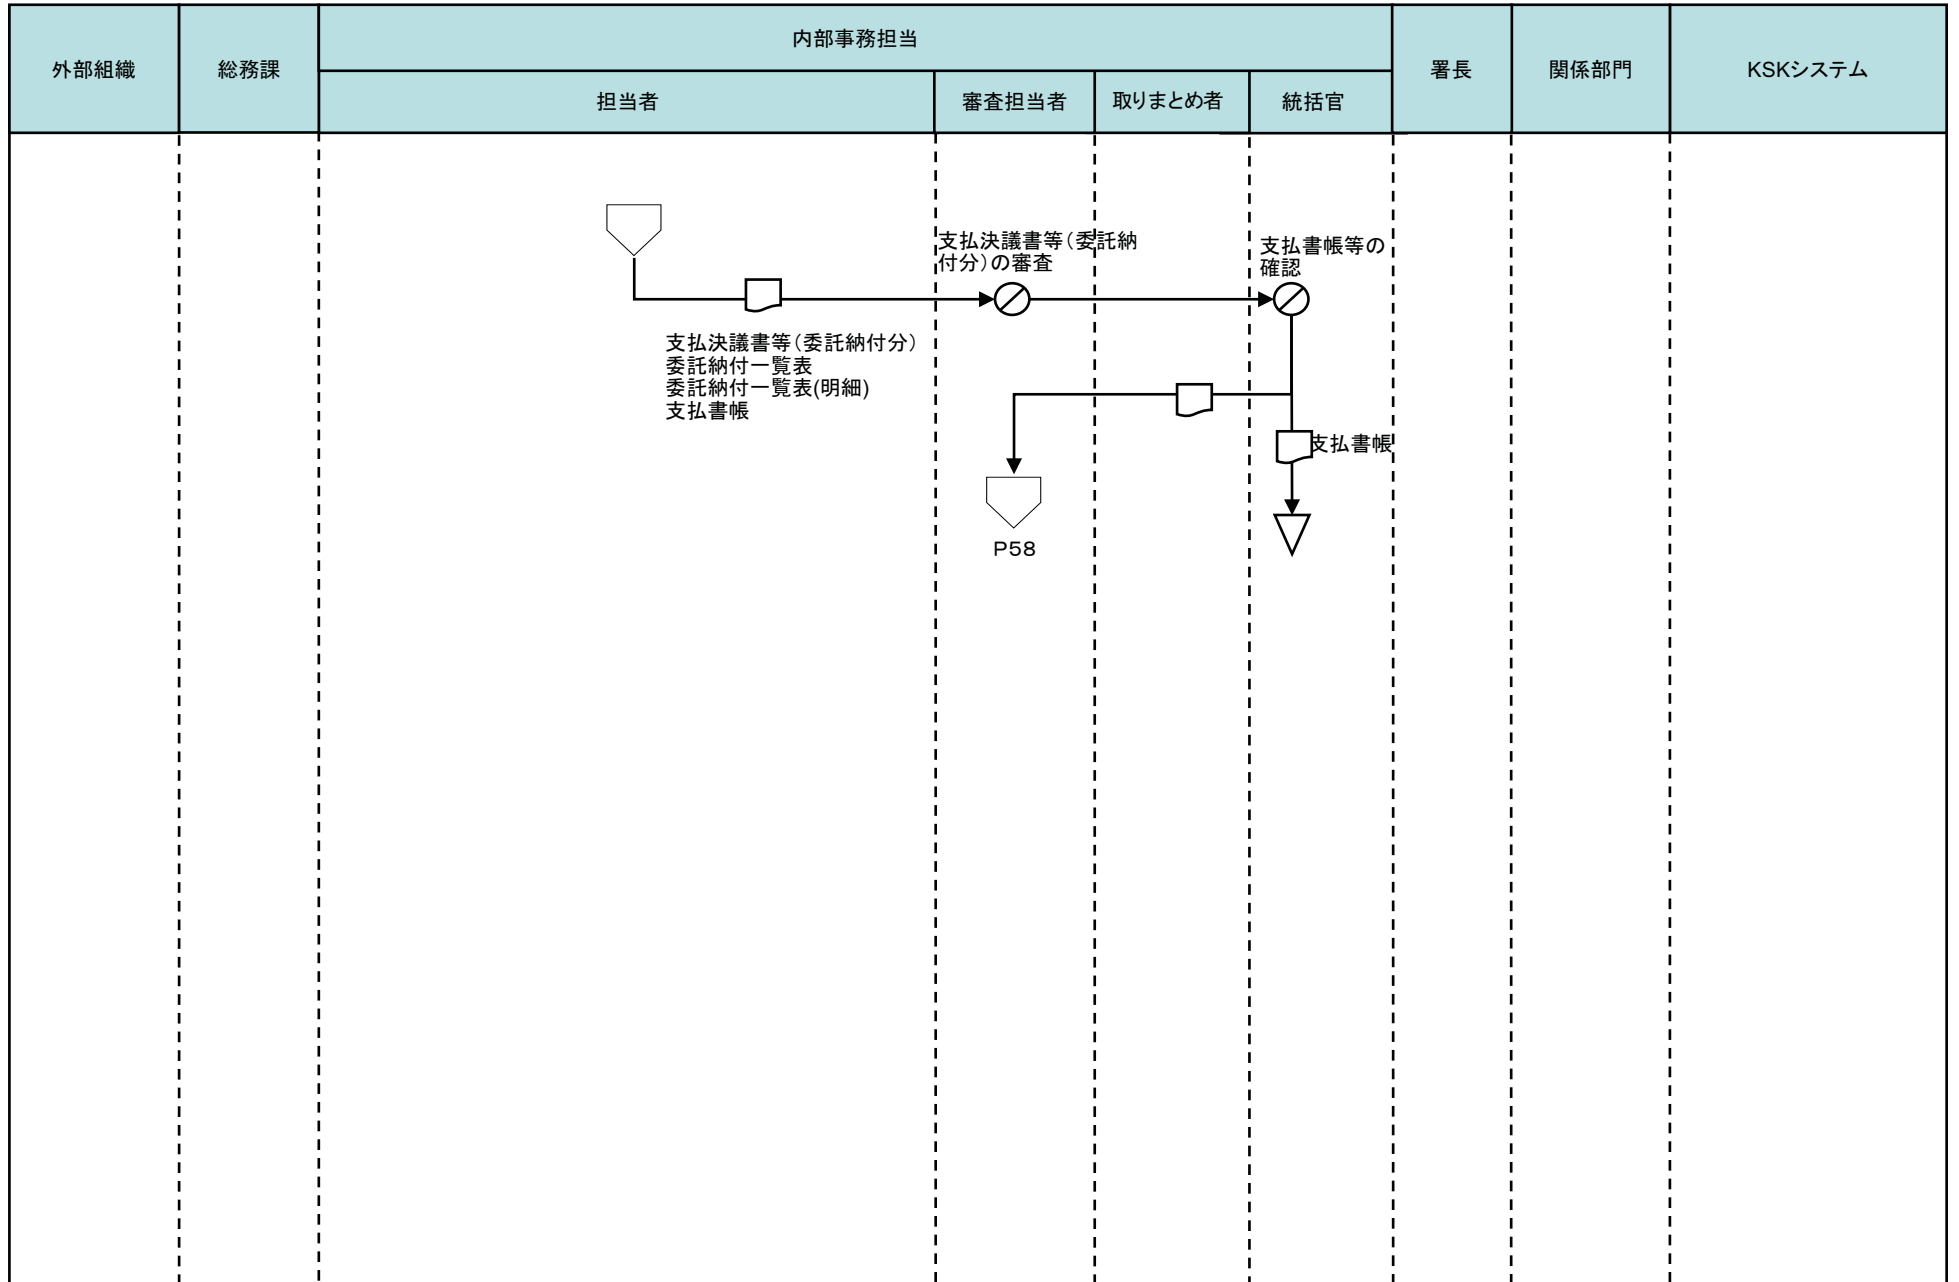 外部組織
総務課
内部事務担当
署長
関係部門
KSKシステム
担当者
審査担当者
取りまとめ者
統括官
支払決議書等（委託納
付分）の審査
支払書帳等の
確認
支払決議書等（委託納付分）
委託納付一覧表
委託納付一覧表(明細)
支払書帳
支払書帳
P58